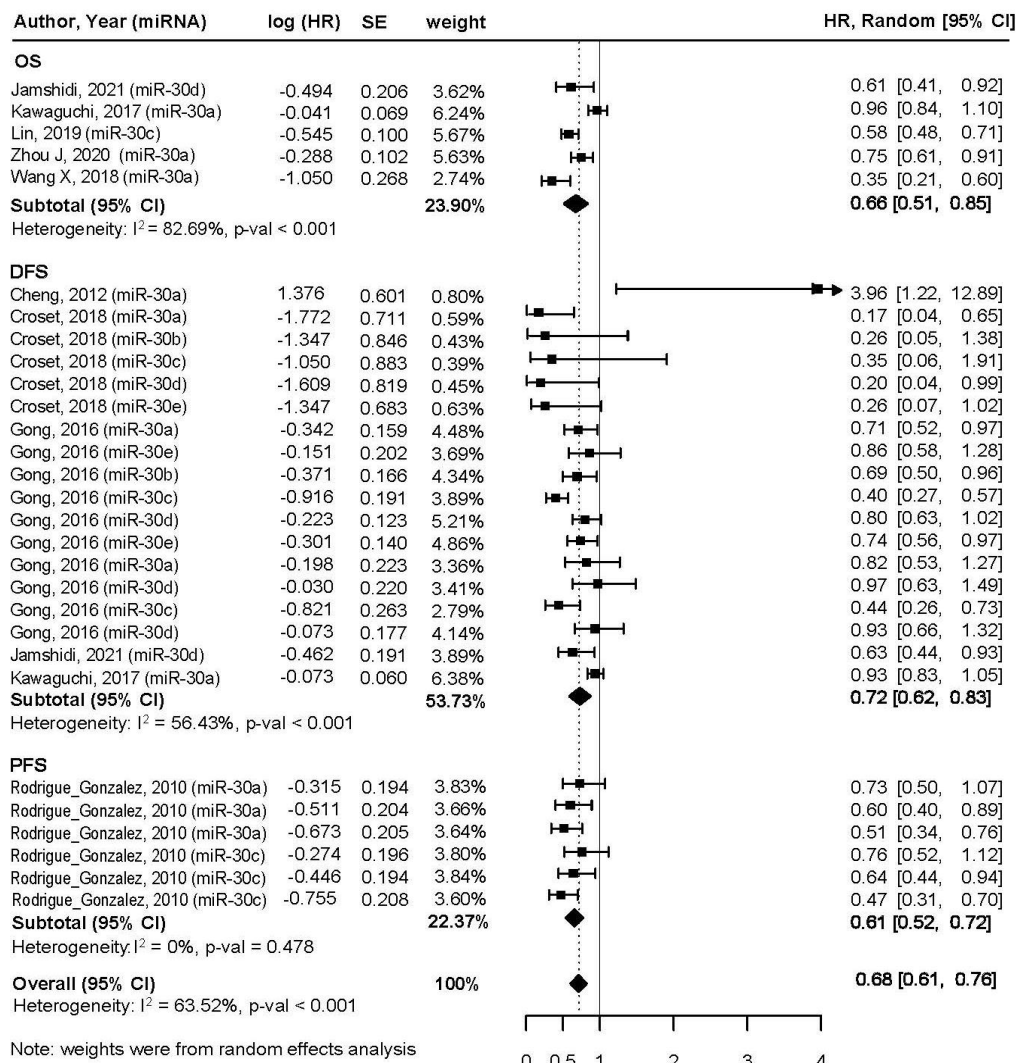 Author, Year (miRNA) log (HR) SE weight HR, Random [95% CI]
OS
Jamshidi, 2021 (miR-30d) -0.494 0.206 3.62% 0.61 [0.41, 0.92]
Kawaguchi, 2017 (miR-30a) -0.041 0.069 6.24% 0.96 [0.84, 1.10]
Lin, 2019 (miR-30c) -0.545 0.100 5.67% 0.58 [0.48, 0.71]
Zhou J, 2020 (miR-30a) -0.288 0.102 5.63% 0.75 [0.61, 0.91]
Wang X, 2018 (miR-30a) -1.050 0.268 2.74% 0.35 [0.21, 0.60]
Subtotal (95% CI) 23.90% 0.66 [0.51, 0.85]
Heterogeneity: I² = 82.69%, p-val < 0.001
DFS
Cheng, 2012 (miR-30a) 1.376 0.601 0.80% 3.96 [1.22, 12.89]
Croset, 2018 (miR-30a) -1.772 0.711 0.59% 0.17 [0.04, 0.65]
Croset, 2018 (miR-30b) -1.347 0.846 0.43% 0.26 [0.05, 1.38]
Croset, 2018 (miR-30c) -1.050 0.883 0.39% 0.35 [0.06, 1.91]
Croset, 2018 (miR-30d) -1.609 0.819 0.45% 0.20 [0.04, 0.99]
Croset, 2018 (miR-30e) -1.347 0.683 0.63% 0.26 [0.07, 1.02]
Gong, 2016 (miR-30a) -0.342 0.159 4.48% 0.71 [0.52, 0.97]
Gong, 2016 (miR-30e) -0.151 0.202 3.69% 0.86 [0.58, 1.28]
Gong, 2016 (miR-30b) -0.371 0.166 4.34% 0.69 [0.50, 0.96]
Gong, 2016 (miR-30c) -0.916 0.191 3.89% 0.40 [0.27, 0.57]
Gong, 2016 (miR-30d) -0.223 0.123 5.21% 0.80 [0.63, 1.02]
Gong, 2016 (miR-30e) -0.301 0.140 4.86% 0.74 [0.56, 0.97]
Gong, 2016 (miR-30a) -0.198 0.223 3.36% 0.82 [0.53, 1.27]
Gong, 2016 (miR-30d) -0.030 0.220 3.41% 0.97 [0.63, 1.49]
Gong, 2016 (miR-30c) -0.821 0.263 2.79% 0.44 [0.26, 0.73]
Gong, 2016 (miR-30d) -0.073 0.177 4.14% 0.93 [0.66, 1.32]
Jamshidi, 2021 (miR-30d) -0.462 0.191 3.89% 0.63 [0.44, 0.93]
Kawaguchi, 2017 (miR-30a) -0.073 0.060 6.38% 0.93 [0.83, 1.05]
Subtotal (95% CI) 53.73% 0.72 [0.62, 0.83]
Heterogeneity: I² = 56.43%, p-val < 0.001
PFS
Rodrigue_Gonzalez, 2010 (miR-30a) -0.315 0.194 3.83% 0.73 [0.50, 1.07]
Rodrigue_Gonzalez, 2010 (miR-30a) -0.511 0.204 3.66% 0.60 [0.40, 0.89]
Rodrigue_Gonzalez, 2010 (miR-30a) -0.673 0.205 3.64% 0.51 [0.34, 0.76]
Rodrigue_Gonzalez, 2010 (miR-30c) -0.274 0.196 3.80% 0.76 [0.52, 1.12]
Rodrigue_Gonzalez, 2010 (miR-30c) -0.446 0.194 3.84% 0.64 [0.44, 0.94]
Rodrigue_Gonzalez, 2010 (miR-30c) -0.755 0.208 3.60% 0.47 [0.31, 0.70]
Subtotal (95% CI) 22.37% 0.61 [0.52, 0.72]
Heterogeneity: I² = 0%, p-val = 0.478
Overall (95% CI) 100% 0.68 [0.61, 0.76]
Heterogeneity: I² = 63.52%, p-val < 0.001
Note: weights were from random effects analysis
0 0.5 1 2 3 4